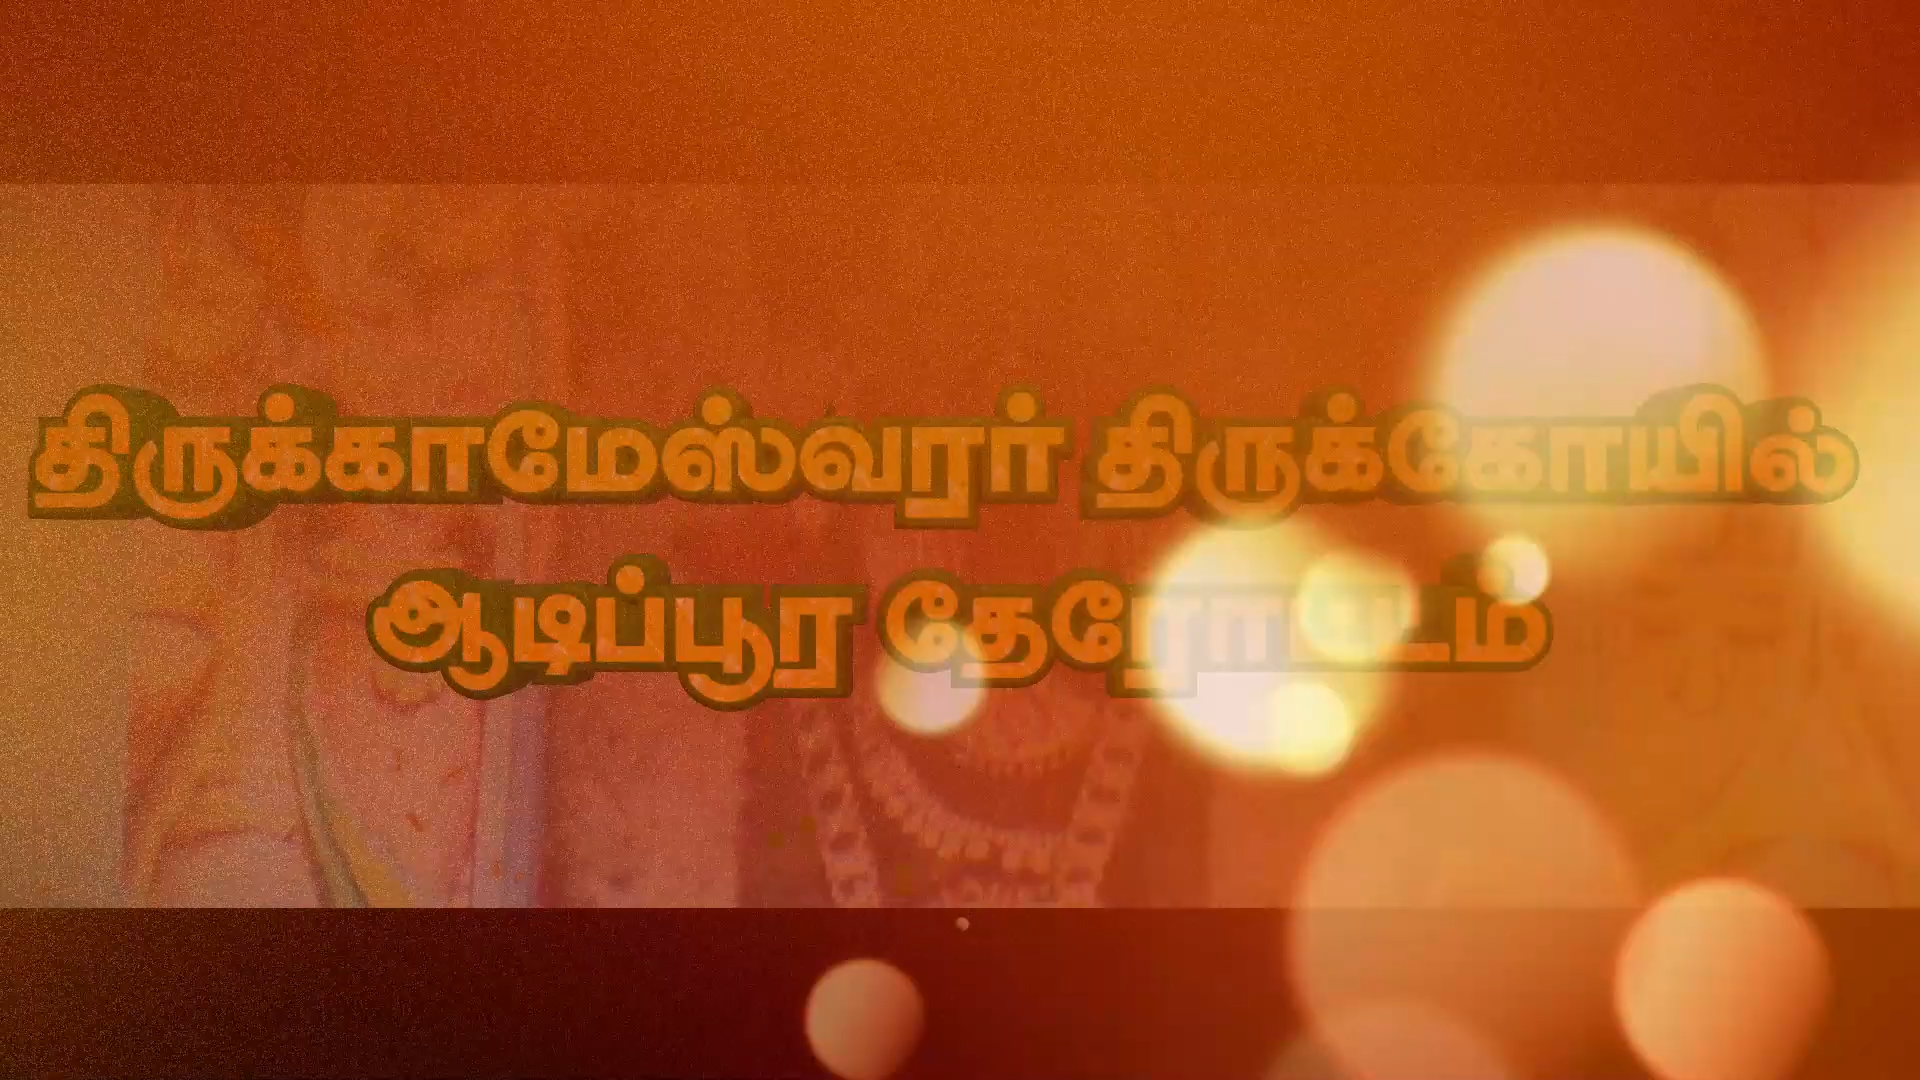 திருக்காமேஸ்வரர் திருக்கோயில்
ஆடிப்பூர தேரோட்டம்